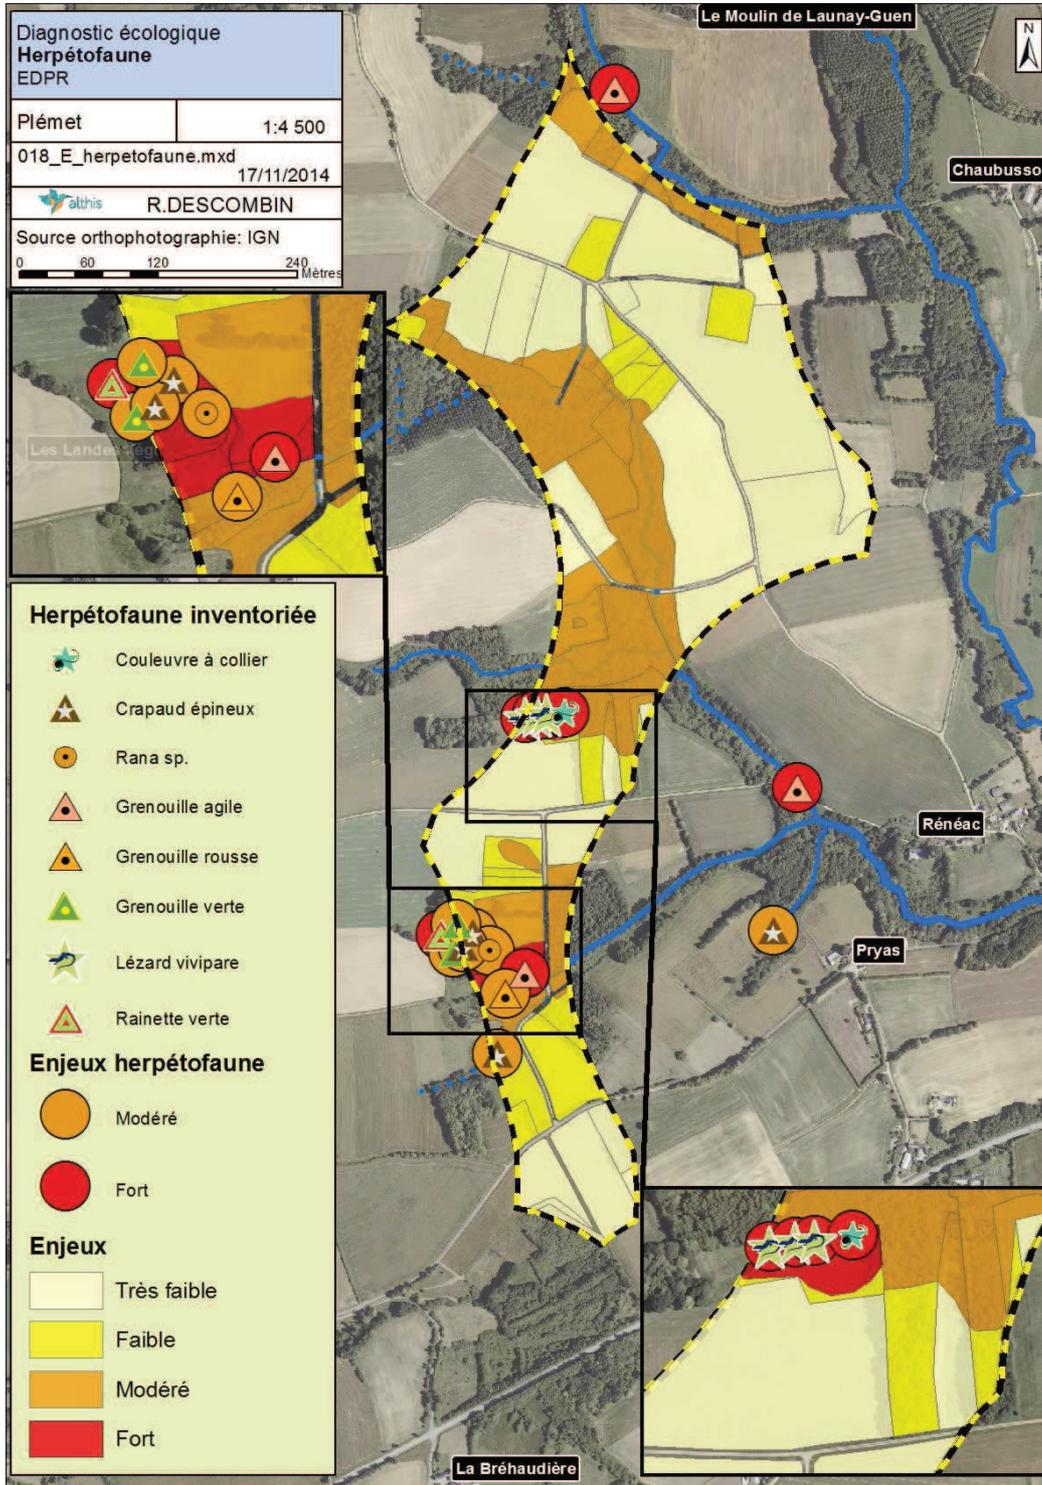 Diagnostic écologique
Herpétofaune
EDPR
Plémet
1:4 500
018_E_herpetofaune.mxd
17/11/2014
althis
R.DESCOMBIN
Source orthophotographie: IGN
0 60 120 240
Mètres
Le Moulin de Launay-Guen
N
Chaubusso
Les Landes
Herpétofaune inventoriée
Couleuvre à collier
Crapaud épineux
Rana sp.
Grenouille agile
Grenouille rousse
Grenouille verte
Lézard vivipare
Rainette verte
Enjeux herpétofaune
Modéré
Fort
Enjeux
Très faible
Faible
Modéré
Fort
Rénéac
Pryas
La Bréhaudière